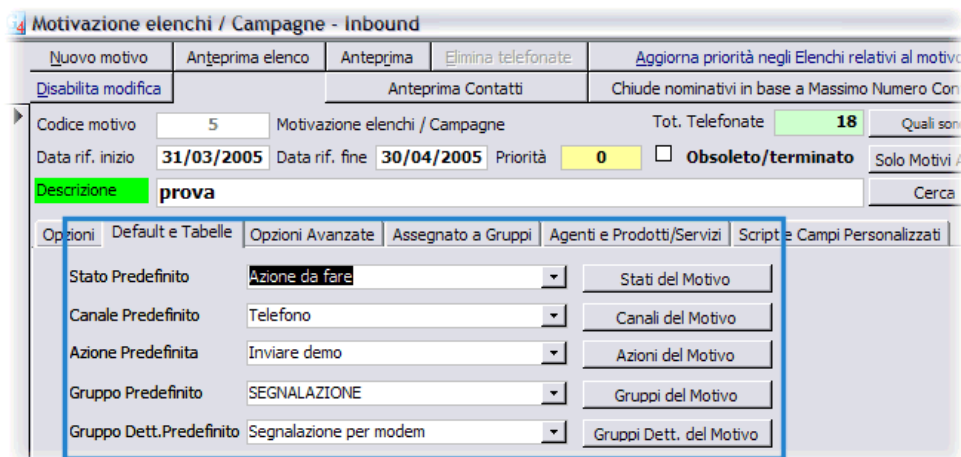 Motivazione elenchi / Campagne - Inbound
Nuovo motivo Anteprima elenco Anteprima Elimina telefonate Aggiorna priorità negli Elenchi relativi al motivo
Disabilita modifica Anteprima Contatti Chiude nominativi in base a Massimo Numero Con
Codice motivo 5 Motivazione elenchi / Campagne Tot. Telefonate 18 Quali son
Data rif. inizio 31/03/2005 Data rif. fine 30/04/2005 Priorità 0 Obsoleto/terminato Solo Motivi A
Descrizione prova Cerca
Opzioni Default e Tabelle Opzioni Avanzate Assegnato a Gruppi Agenti e Prodotti/Servizi Script e Campi Personalizzati
Stato Predefinito Azione da fare Stati del Motivo
Canale Predefinito Telefono Canali del Motivo
Azione Predefinita Inviare demo Azioni del Motivo
Gruppo Predefinito SEGNALAZIONE Gruppi del Motivo
Gruppo Dett.Predefinito Segnalazione per modem Gruppi Dett. del Motivo